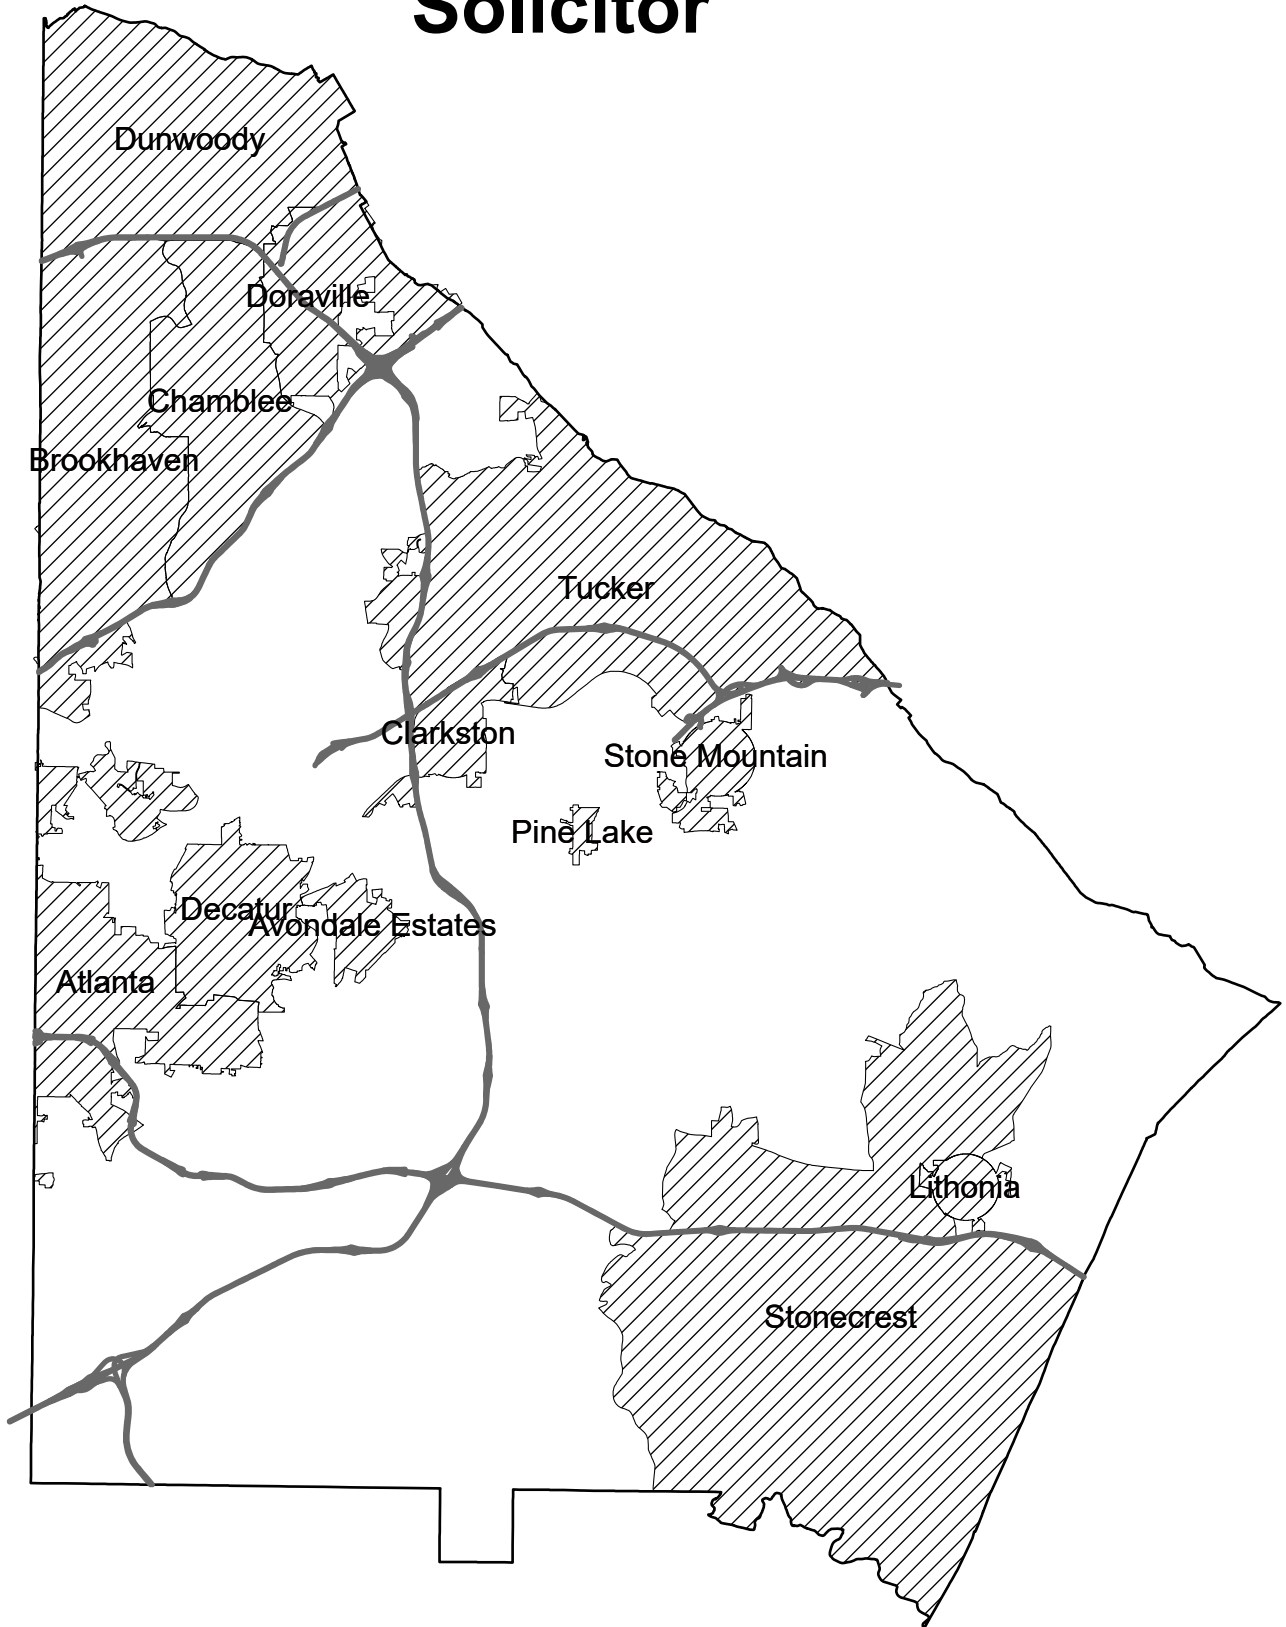 Solicitor
Dunwoody
Doraville
Chamblee
Brookhaven
Tucker
Clarkston
Stone Mountain
Pine Lake
Decatur
Avondale Estates
Atlanta
Lithonia
Stonecrest